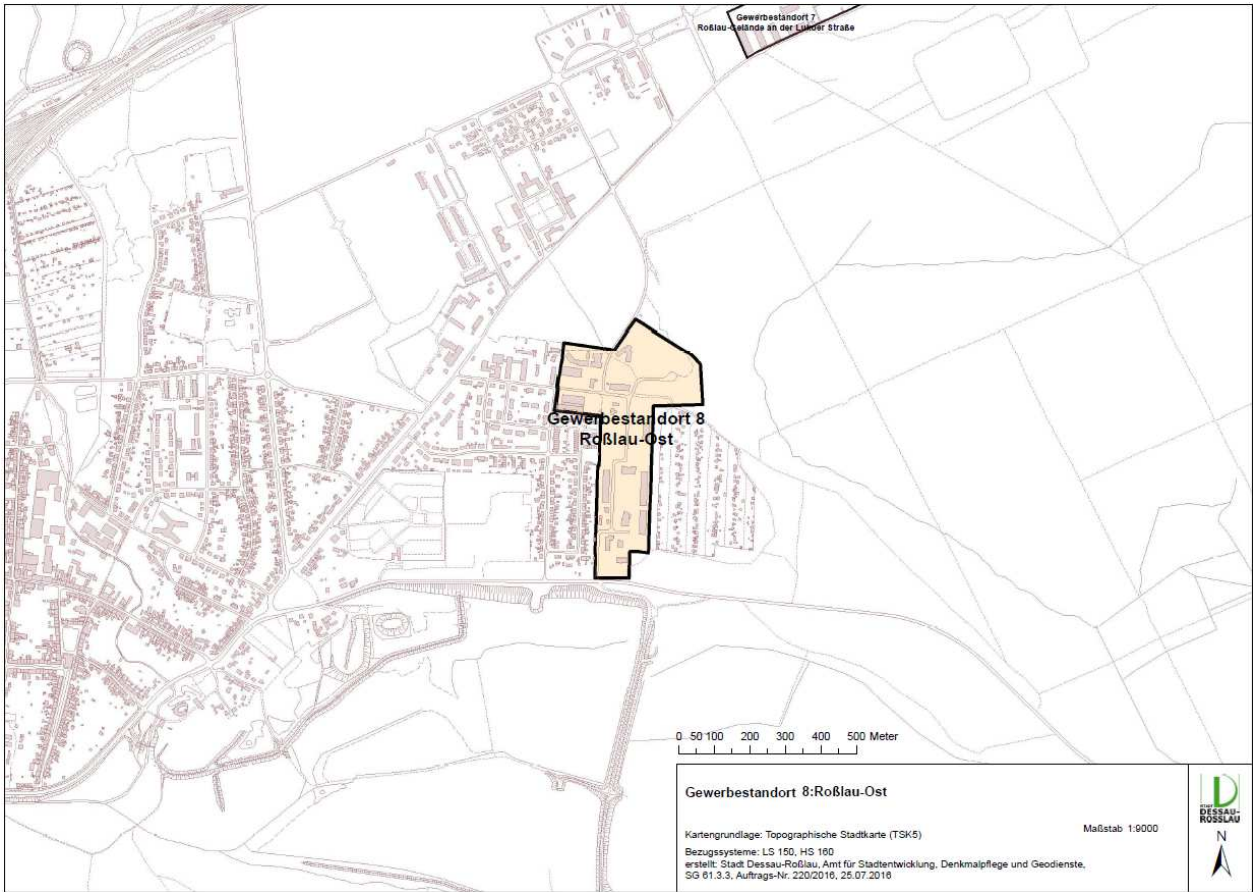 Gewerbestandort 7
Roßlau-Gelände an der Lukoer Straße
Gewerbestandort 8
Roßlau-Ost
0 50 100 200 300 400 500 Meter
Gewerbestandort 8:Roßlau-Ost
Kartengrundlage: Topographische Stadtkarte (TSK5)
Maßstab 1:9000
Bezugssysteme: LS 150, HS 160
erstellt: Stadt Dessau-Roßlau, Amt für Stadtentwicklung, Denkmalpflege und Geodienste,
SG 61.3.3, Auftrags-Nr. 220/2016, 25.07.2016
STADT
DESSAU-
ROSSLAU
N